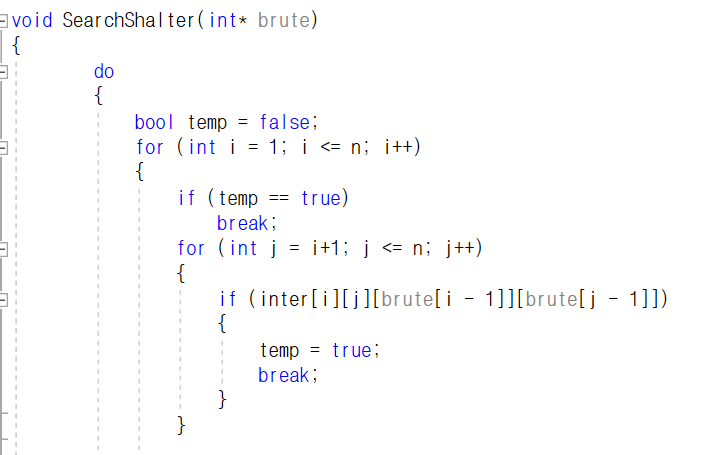 void SearchShalter(int* brute)
{
do
{
bool temp = false;
for (int i = 1; i <= n; i++)
{
if (temp == true)
break;
for (int j = i+1; j <= n; j++)
{
if (inter[i][j][brute[i - 1]][brute[j - 1]])
{
temp = true;
break;
}
}